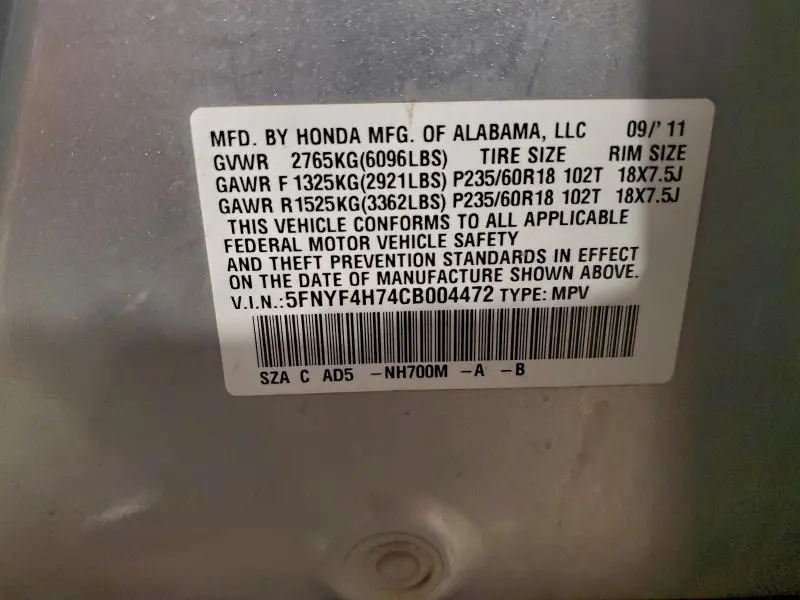 MFD. BY HONDA MFG. OF ALABAMA, LLC 09/' 11
GVWR 2765KG(6096LBS) TIRE SIZE RIM SIZE
GAWR F 1325KG(2921LBS) P235/60R18 102T 18X7.5J
GAWR R1525KG(3362LBS) P235/60R18 102T 18X7.5J
THIS VEHICLE CONFORMS TO ALL APPLICABLE
FEDERAL MOTOR VEHICLE SAFETY
AND THEFT PREVENTION STANDARDS IN EFFECT
ON THE DATE OF MANUFACTURE SHOWN ABOVE.
V.I.N.:5FNYF4H74CB004472 TYPE: MPV
SZA C AD5 -NH700M -A -B